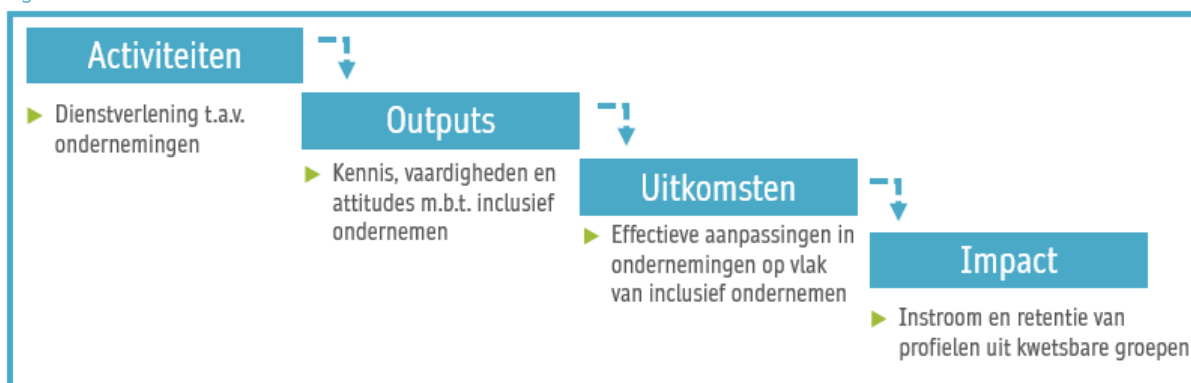 Activiteiten
Dienstverlening t.a.v.
ondernemingen
Outputs
Kennis, vaardigheden en
attitudes m.b.t. inclusief
ondernemen
Uitkomsten
Effectieve aanpassingen in
ondernemingen op vlak
van inclusief ondernemen
Impact
Instroom en retentie van
profielen uit kwetsbare groepen